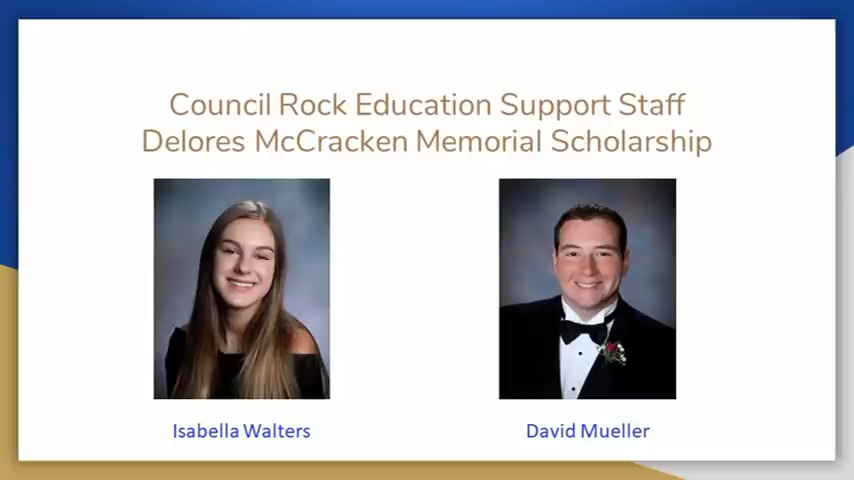 Council Rock Education Support Staff
Delores McCracken Memorial Scholarship
Isabella Walters
David Mueller